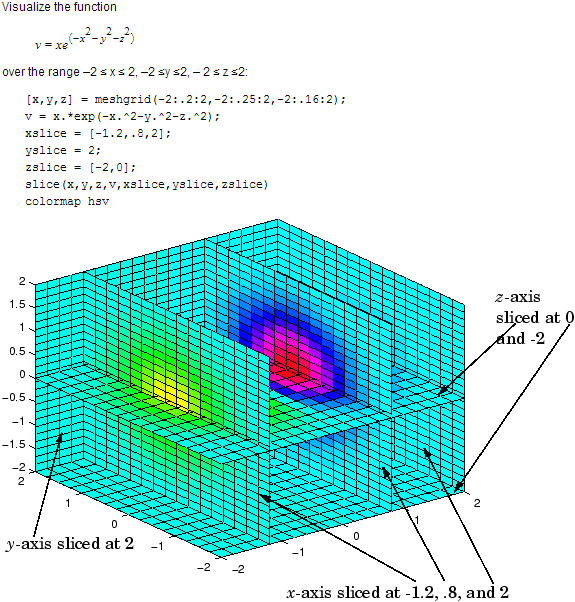 Visualize the function
v = xe^(−x^2−y^2−z^2)
over the range −2 ≤ x ≤ 2, −2 ≤y ≤2, − 2 ≤ z ≤2:
[x,y,z] = meshgrid(-2:.2:2,-2:.25:2,-2:.16:2);
v = x.*exp(-x.^2-y.^2-z.^2);
xslice = [-1.2,.8,2];
yslice = 2;
zslice = [-2,0];
slice(x,y,z,v,xslice,yslice,zslice)
colormap hsv
2
1.5
1
0.5
0
−0.5
−1
−1.5
−2
2
1
0
−1
−2
−2
−1
0
1
2
z-axis
sliced at 0
and -2
y-axis sliced at 2
x-axis sliced at -1.2, .8, and 2